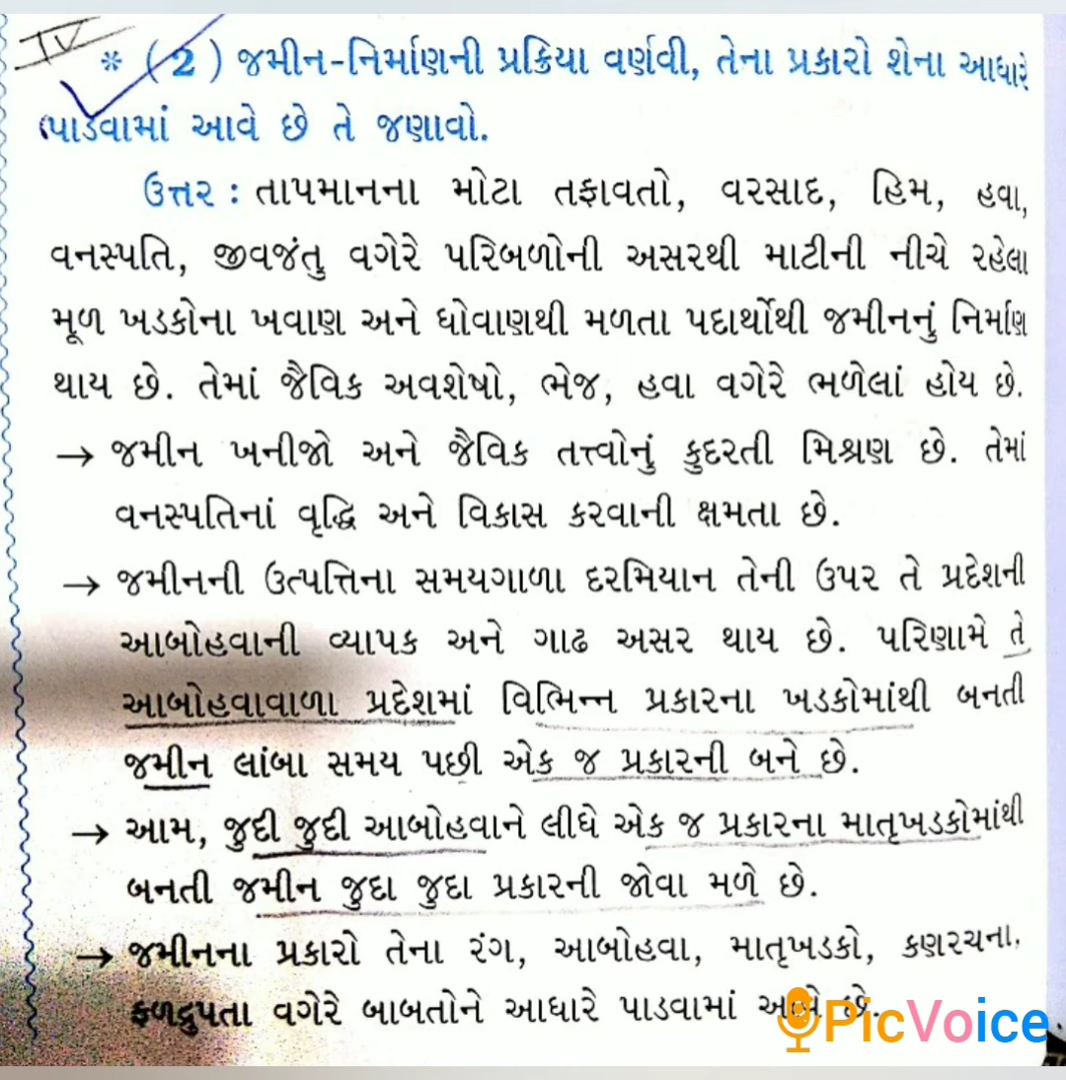 IV
* (2) જમીન-નિર્માણની પ્રક્રિયા વર્ણવી, તેના પ્રકારો શેના આધારે
પાડવામાં આવે છે તે જણાવો.
ઉત્તર : તાપમાનના મોટા તફાવતો, વરસાદ, હિમ, હવા,
વનસ્પતિ, જીવજંતુ વગેરે પરિબળોની અસરથી માટીની નીચે રહેલા
મૂળ ખડકોના ખવાણ અને ધોવાણથી મળતા પદાર્થોથી જમીનનું નિર્માણ
થાય છે. તેમાં જૈવિક અવશેષો, ભેજ, હવા વગેરે ભળેલાં હોય છે.
→ જમીન ખનીજો અને જૈવિક તત્ત્વોનું કુદરતી મિશ્રણ છે. તેમાં
વનસ્પતિનાં વૃદ્ધિ અને વિકાસ કરવાની ક્ષમતા છે.
→ જમીનની ઉત્પત્તિના સમયગાળા દરમિયાન તેની ઉપર તે પ્રદેશની
આબોહવાની વ્યાપક અને ગાઢ અસર થાય છે. પરિણામે તે
આબોહવાવાળા પ્રદેશમાં વિભિન્ન પ્રકારના ખડકોમાંથી બનતી
જમીન લાંબા સમય પછી એક જ પ્રકારની બને છે.
→ આમ, જુદી જુદી આબોહવાને લીધે એક જ પ્રકારના માતૃખડકોમાંથી
બનતી જમીન જુદા જુદા પ્રકારની જોવા મળે છે.
→ જમીનના પ્રકારો તેના રંગ, આબોહવા, માતૃખડકો, કણરચના,
ફળદ્રુપતા વગેરે બાબતોને આધારે પાડવામાં આવે છે.
PicVoice